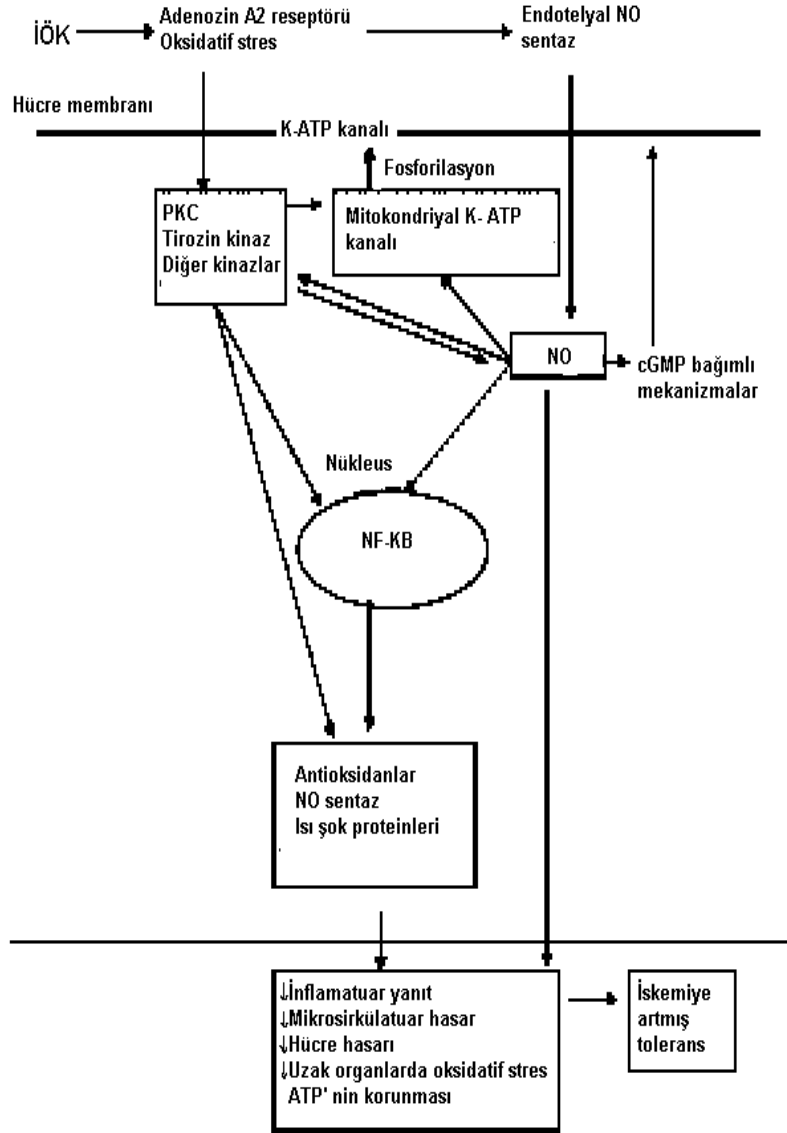 İÖK
Adenozin A2 reseptörü
Oksidatif stres
Endotelyal NO
sentaz
Hücre membranı
K-ATP kanalı
Fosforilasyon
PKC
Tirozin kinaz
Diğer kinazlar
Mitokondriyal K- ATP
kanalı
NO
cGMP bağımlı
mekanizmalar
Nükleus
NF-KB
Antioksidanlar
NO sentaz
Isı şok proteinleri
↓İnflamatuar yanıt
↓Mikrosirkülatuar hasar
↓Hücre hasarı
↓Uzak organlarda oksidatif stres
ATP' nin korunması
İskemiye
artmış
tolerans